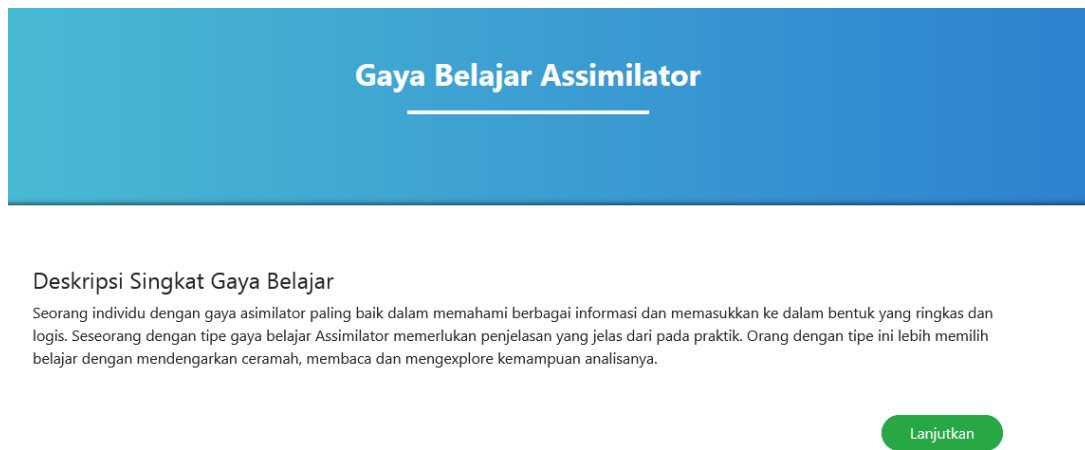 Gaya Belajar Assimilator
Deskripsi Singkat Gaya Belajar
Seorang individu dengan gaya asimilator paling baik dalam memahami berbagai informasi dan memasukkan ke dalam bentuk yang ringkas dan
logis. Seseorang dengan tipe gaya belajar Assimilator memerlukan penjelasan yang jelas dari pada praktik. Orang dengan tipe ini lebih memilih
belajar dengan mendengarkan ceramah, membaca dan mengexplore kemampuan analisanya.
Lanjutkan